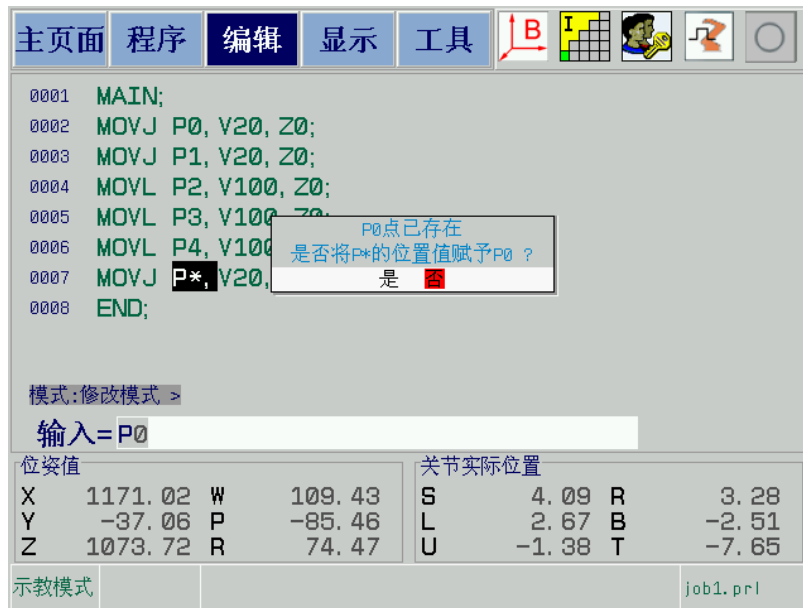 主页面 程序 编辑 显示 工具 B I
0001 MAIN;
0002 MOVJ P0, V20, Z0;
0003 MOVJ P1, V20, Z0;
0004 MOVL P2, V100, Z0;
0005 MOVL P3, V100, Z0;
0006 MOVL P4, V100
0007 MOVJ P*, V20,
0008 END;
P0点已存在
是否将P*的位置值赋予P0 ?
是 否
模式:修改模式 >
输入=P0
位姿值
X 1171.02 W 109.43
Y -37.06 P -85.46
Z 1073.72 R 74.47
关节实际位置
S 4.09 R 3.28
L 2.67 B -2.51
U -1.38 T -7.65
示教模式 job1.prl